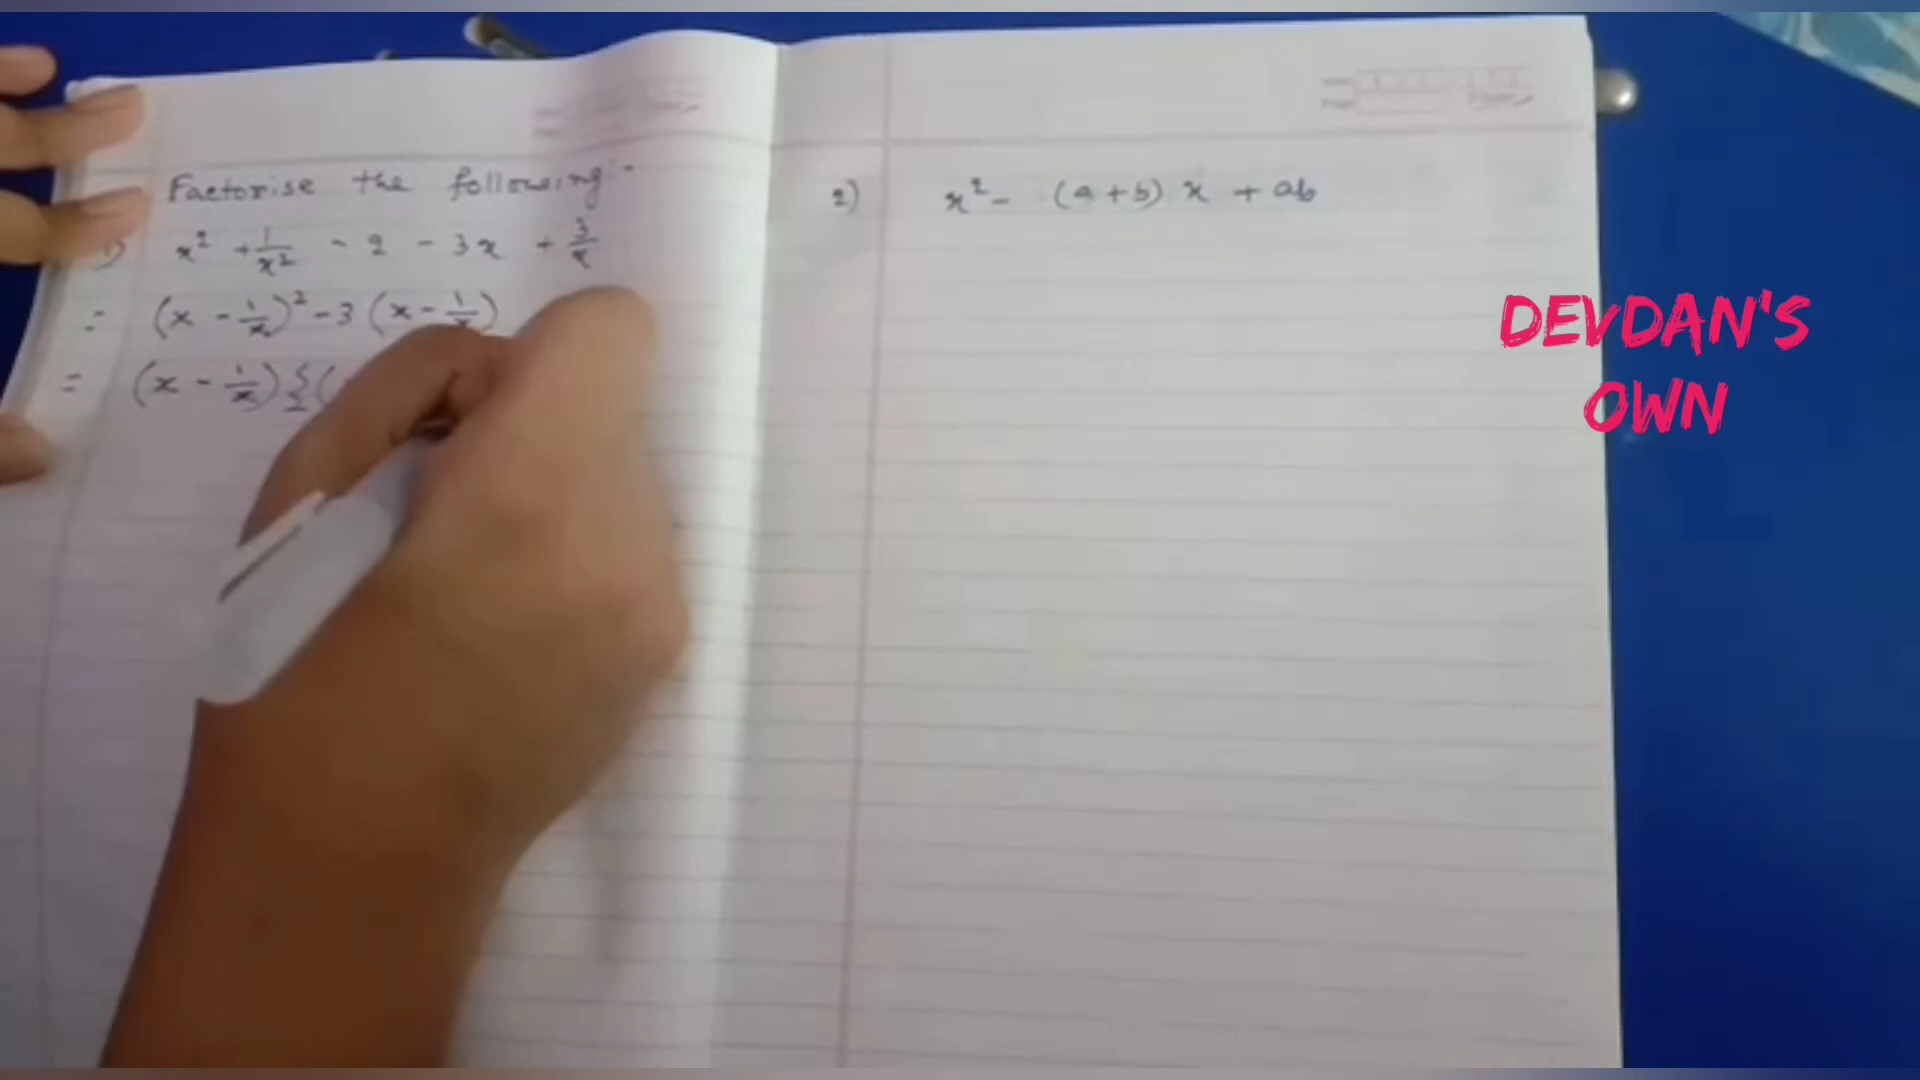 Factorise the following :-
1) x² + 1/x² - 2 - 3x + 3/x
= (x - 1/x)² - 3 (x - 1/x)
= (x - 1/x) {(
2) x² - (a+b) x + ab
DEVDAN'S
OWN